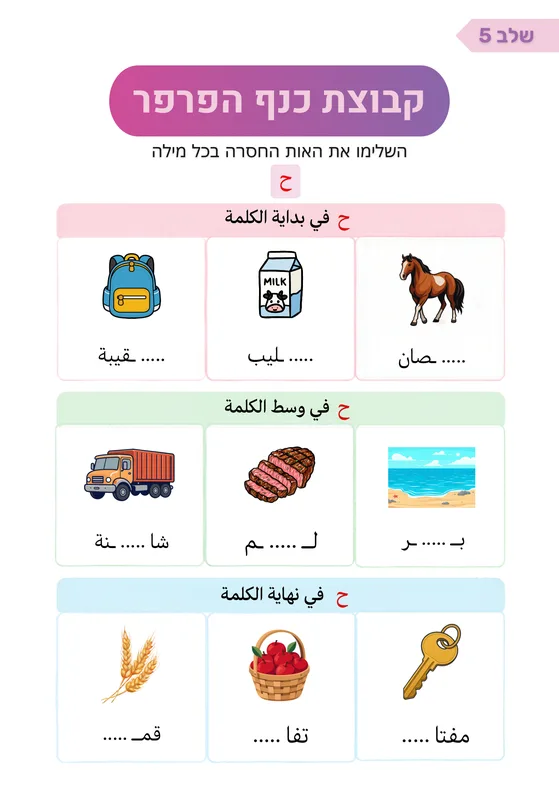 שלב 5
קבוצת כנף הפרפר
השלימו את האות החסרה בכל מילה
ح
ح في بداية الكلمة
MILK
..... ـصان
..... ـليب
..... ـقيبة
ح في وسط الكلمة
بـ ..... ـر
لـ ..... ـم
شا ..... ـنة
ح في نهاية الكلمة
مفتا .....
تفا .....
قمـ .....